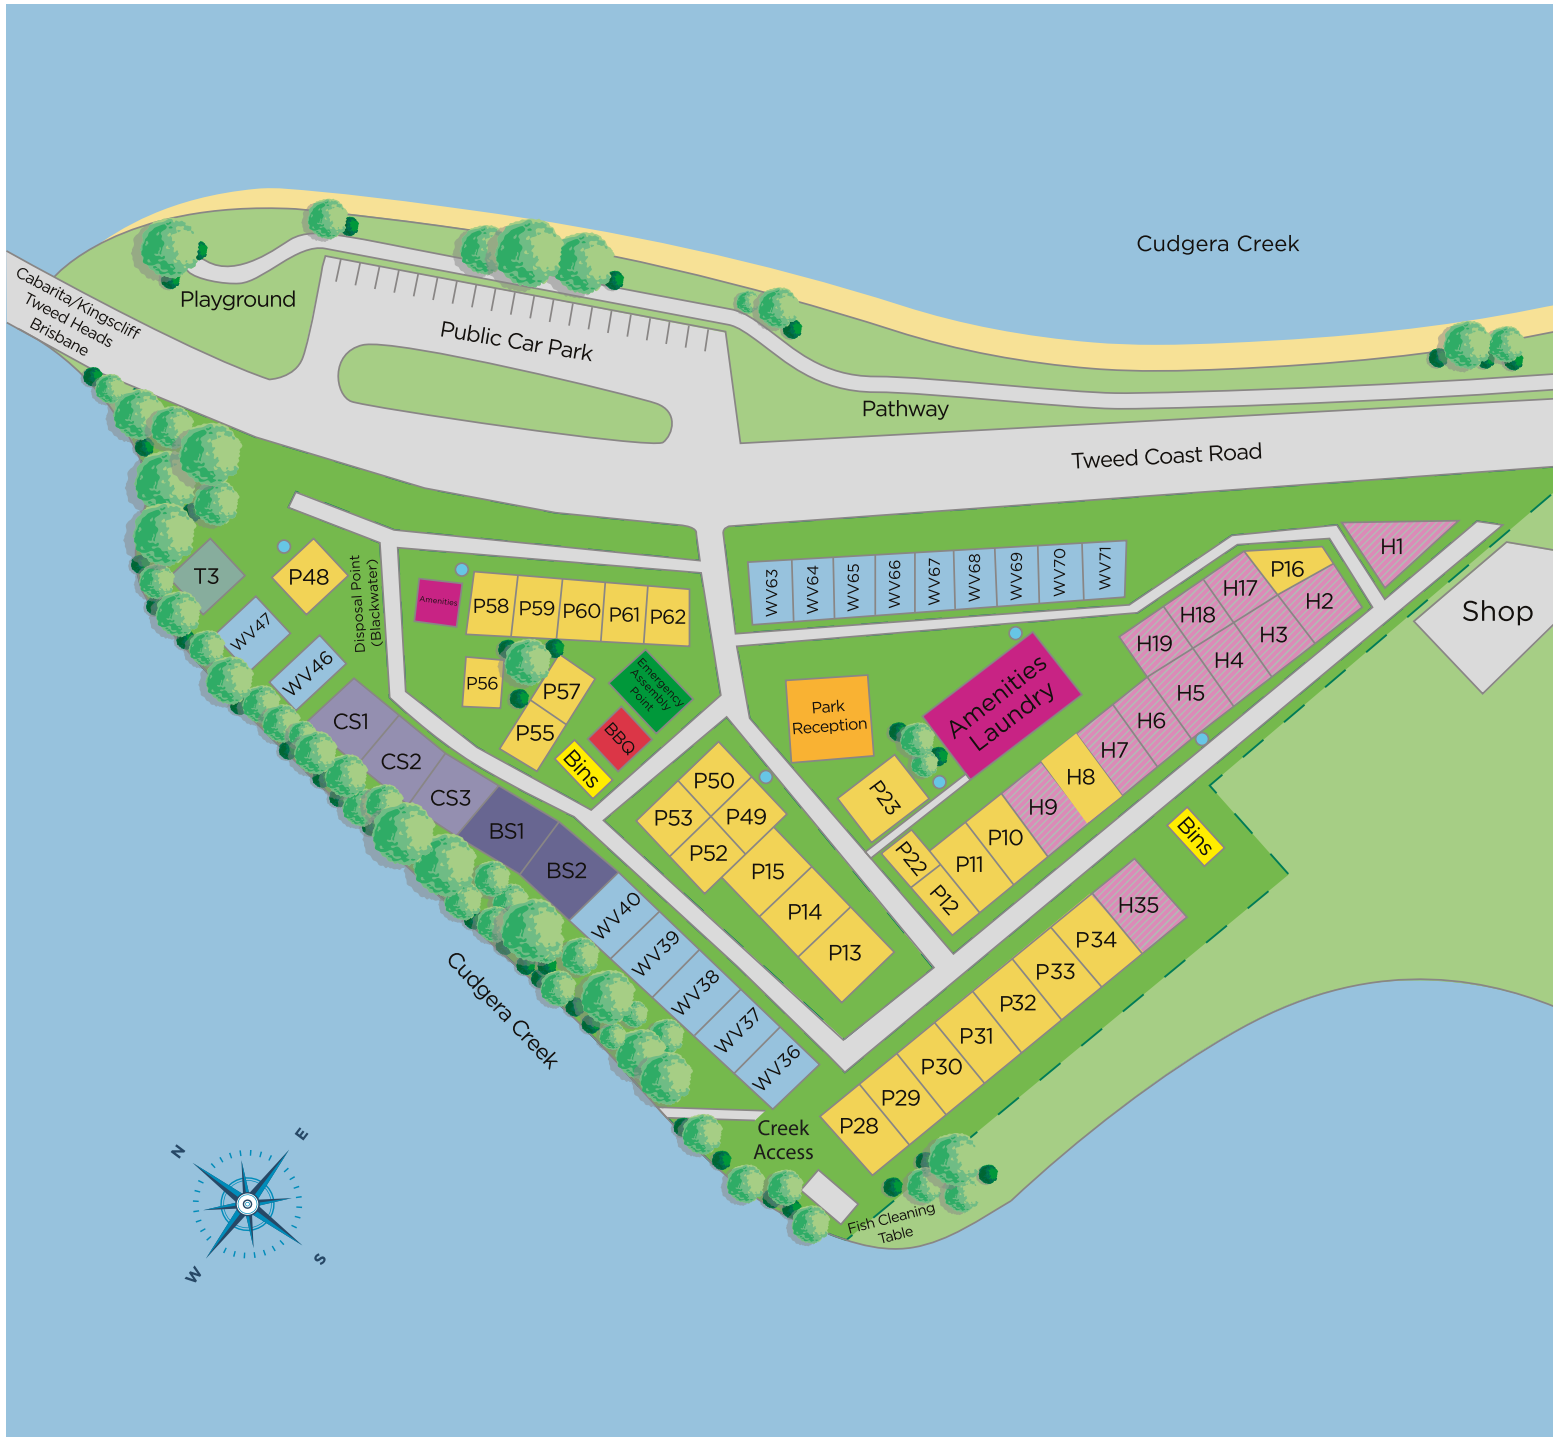 Cudgera Creek
Playground
Cabarita/Kingscliff
Tweed Heads
Brisbane
Public Car Park
Pathway
Tweed Coast Road
H1
Shop
T3
P48
Disposal Point
(Blackwater)
WV47
WV46
Amenities
P58
P59
P60
P61
P62
P56
P57
P55
Emergency
Assembly
Point
BBQ
Bins
WV63
WV64
WV65
WV66
WV67
WV68
WV69
WV70
WV71
P16
H17
H18
H19
H2
H3
H4
H5
H6
H7
H8
H9
P10
P11
P12
P22
P23
Park
Reception
Amenities
Laundry
CS1
CS2
CS3
BS1
BS2
WV40
WV39
WV38
WV37
WV36
P50
P49
P53
P52
P15
P14
P13
Bins
H35
P34
P33
P32
P31
P30
P29
P28
Cudgera Creek
Creek
Access
Fish Cleaning
Table
N
E
W
S